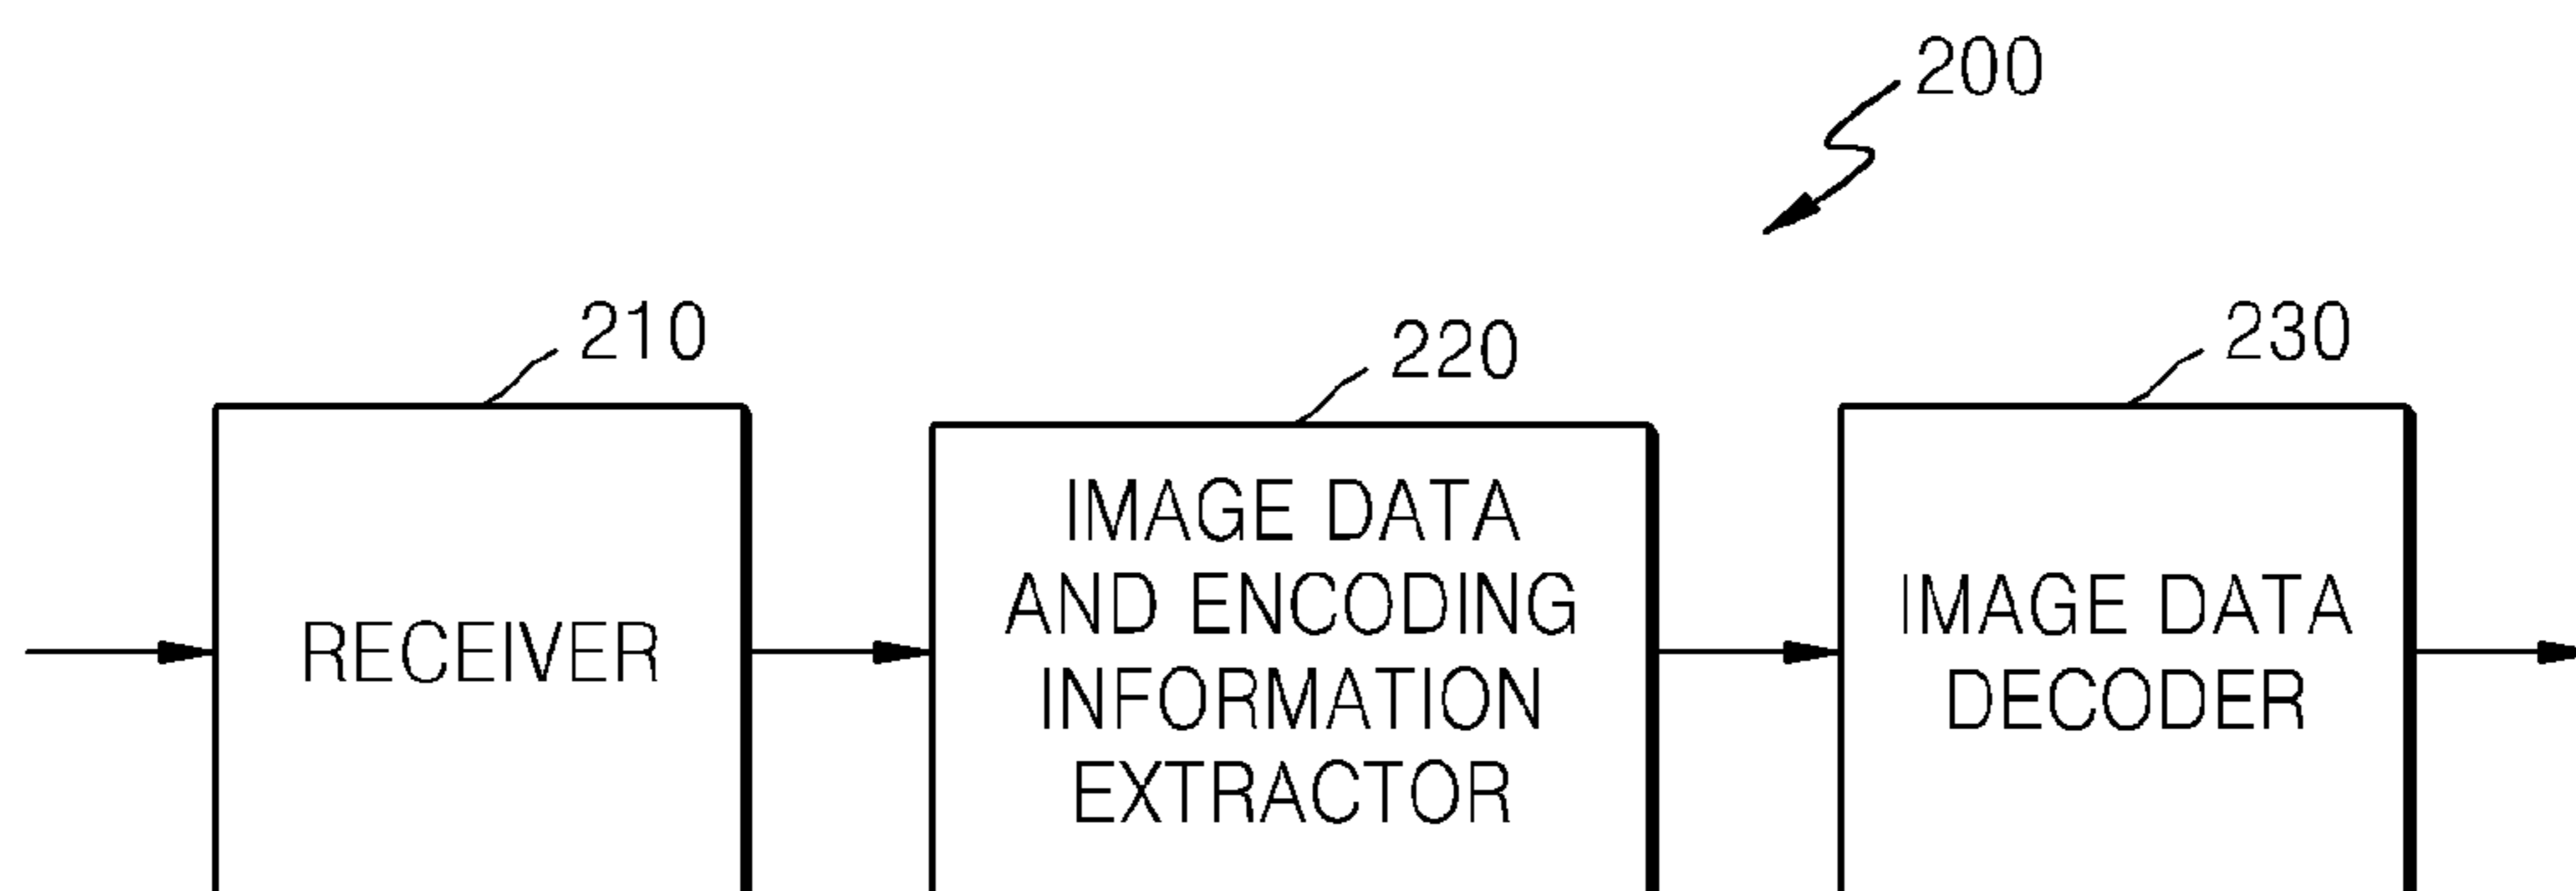 200
210
220
230
RECEIVER
IMAGE DATA
AND ENCODING
INFORMATION
EXTRACTOR
IMAGE DATA
DECODER